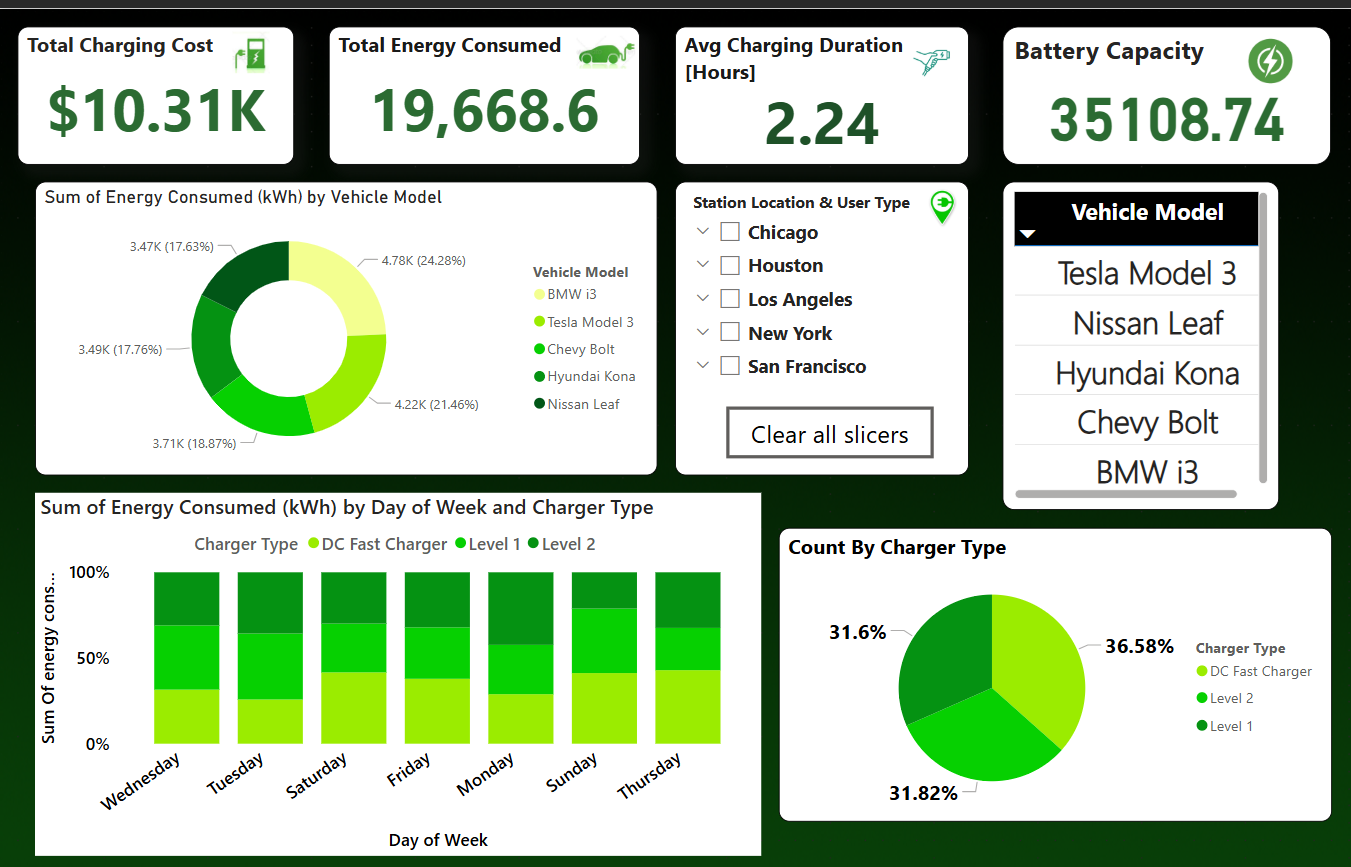 Total Charging Cost
$10.31K
Total Energy Consumed
19,668.6
Avg Charging Duration
[Hours]
2.24
Battery Capacity
35108.74
Sum of Energy Consumed (kWh) by Vehicle Model
3.47K (17.63%)
4.78K (24.28%)
3.49K (17.76%)
4.22K (21.46%)
3.71K (18.87%)
Vehicle Model
BMW i3
Tesla Model 3
Chevy Bolt
Hyundai Kona
Nissan Leaf
Station Location & User Type
Chicago
Houston
Los Angeles
New York
San Francisco
Clear all slicers
Vehicle Model
Tesla Model 3
Nissan Leaf
Hyundai Kona
Chevy Bolt
BMW i3
Sum of Energy Consumed (kWh) by Day of Week and Charger Type
Charger Type DC Fast Charger Level 1 Level 2
Sum Of energy cons...
100%
50%
0%
Wednesday
Tuesday
Saturday
Friday
Monday
Sunday
Thursday
Day of Week
Count By Charger Type
31.6%
36.58%
31.82%
Charger Type
DC Fast Charger
Level 2
Level 1